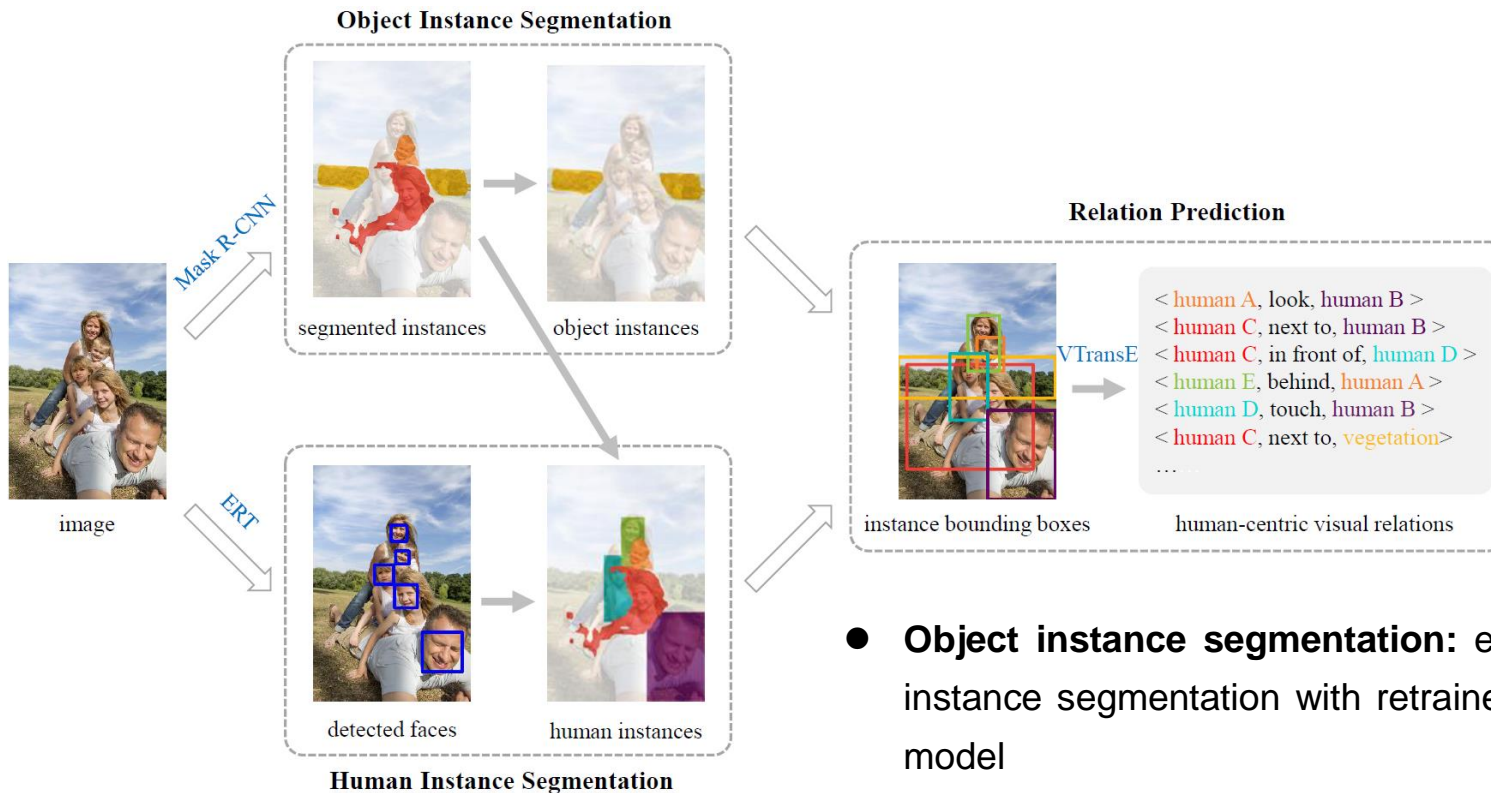 Object Instance Segmentation
Mask R-CNN
segmented instances
object instances
image
ERT
detected faces
human instances
Human Instance Segmentation
Relation Prediction
VTransE
< human A, look, human B >
< human C, next to, human B >
< human C, in front of, human D >
< human E, behind, human A >
< human D, touch, human B >
< human C, next to, vegetation>
……
instance bounding boxes
human-centric visual relations
● Object instance segmentation: e
instance segmentation with retraine
model